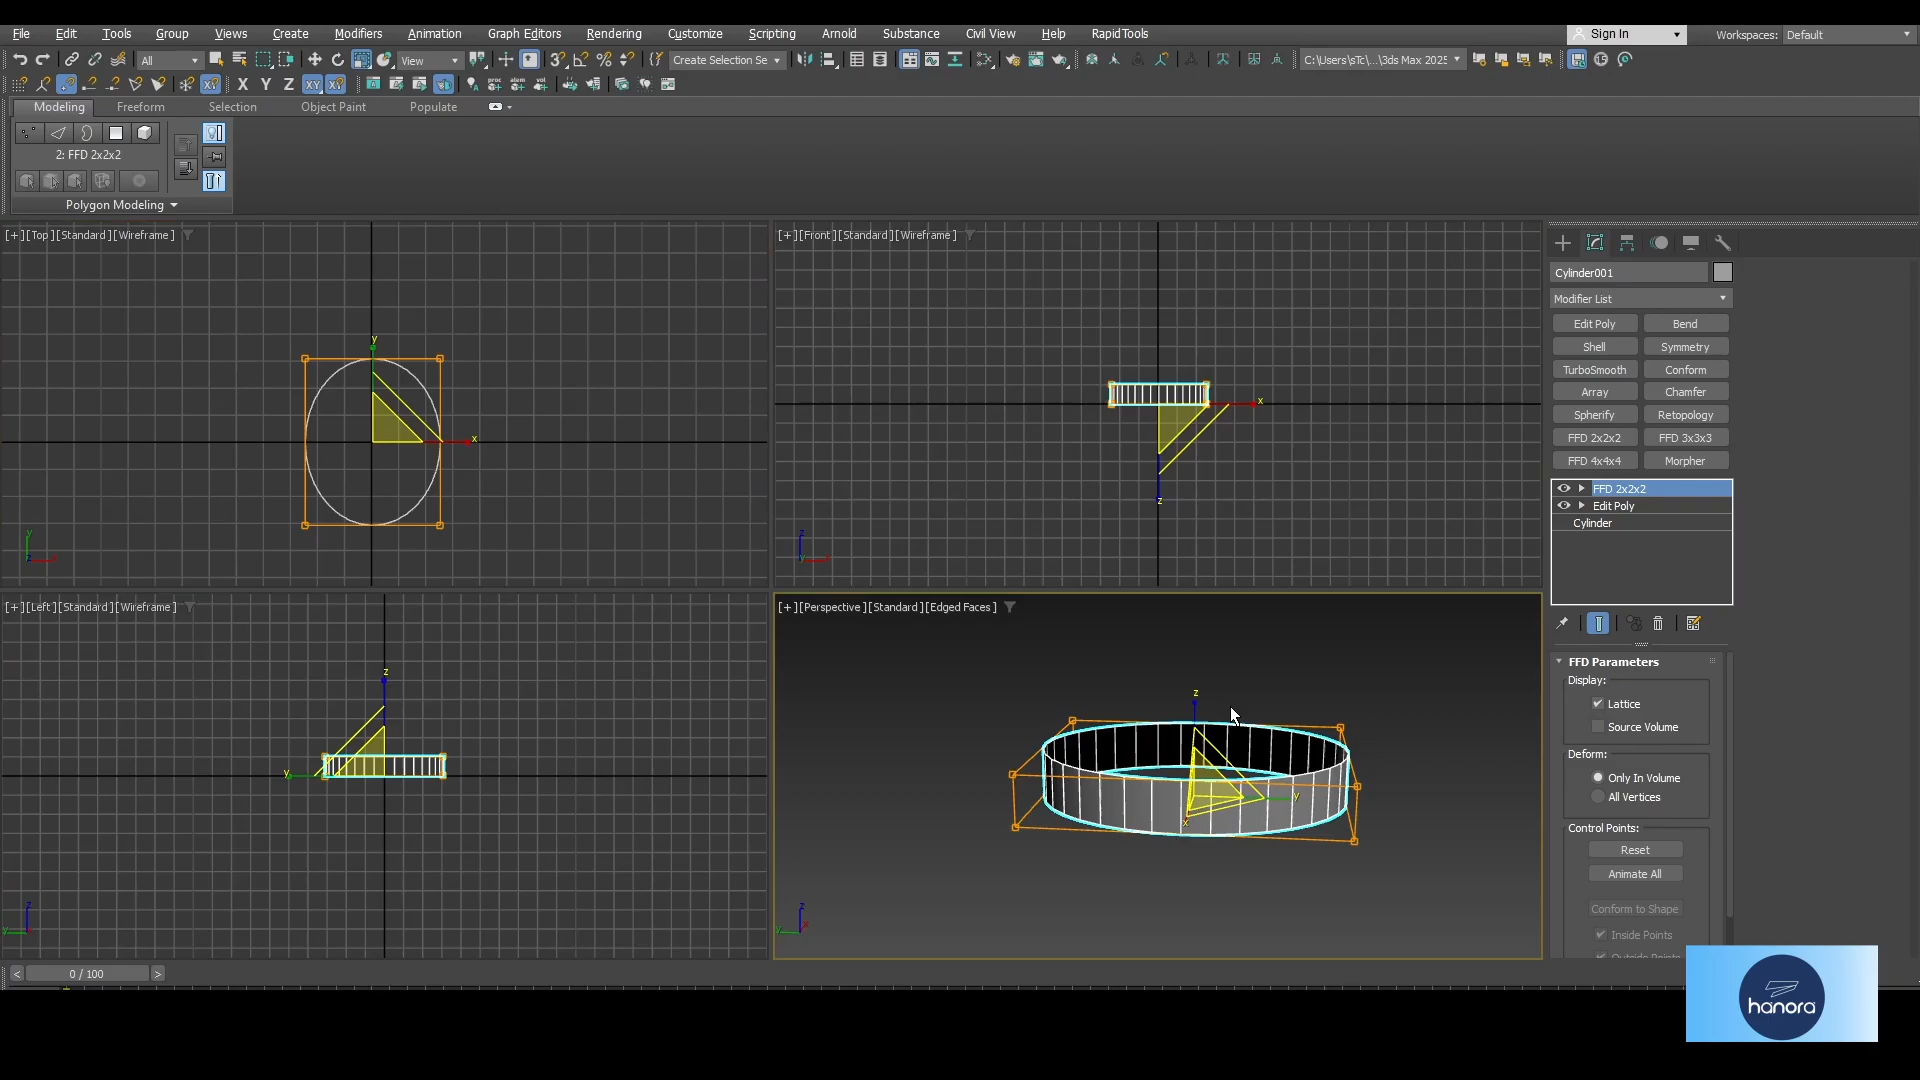 File Edit Tools Group Views Create Modifiers Animation Graph Editors Rendering Customize Scripting Arnold Substance Civil View Help RapidTools Sign In Workspaces: Default
All View Create Selection Se C:\Users\sTc\...\3ds Max 2025
X Y Z XY XY
Modeling Freeform Selection Object Paint Populate
2: FFD 2x2x2
Polygon Modeling
[+][Top][Standard][Wireframe]
y
x
y
z
[+][Front][Standard][Wireframe]
x
z
z
y
[+][Left][Standard][Wireframe]
z
y
z
y
[+][Perspective][Standard][Edged Faces]
z
y
x
z
x
y
Cylinder001
Modifier List
Edit Poly Bend
Shell Symmetry
TurboSmooth Conform
Array Chamfer
Spherify Retopology
FFD 2x2x2 FFD 3x3x3
FFD 4x4x4 Morpher
FFD 2x2x2
Edit Poly
Cylinder
FFD Parameters
Display:
Lattice
Source Volume
Deform:
Only In Volume
All Vertices
Control Points:
Reset
Animate All
Conform to Shape
Inside Points
< 0 / 100 >
hanora